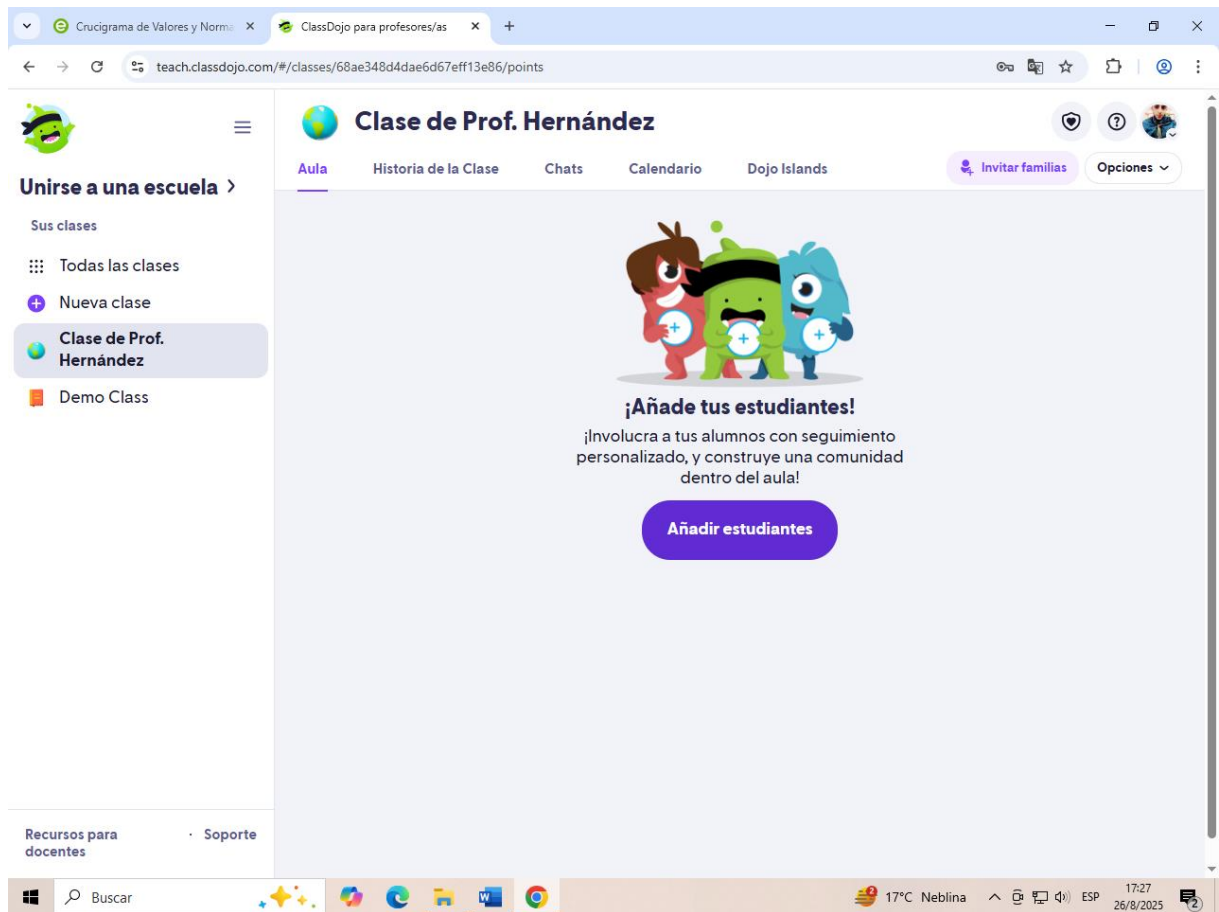 Crucigrama de Valores y Norma
ClassDojo para profesores/as
teach.classdojo.com/#/classes/68ae348d4dae6d67eff13e86/points
Unirse a una escuela
Sus clases
Todas las clases
Nueva clase
Clase de Prof.
Hernández
Demo Class
Recursos para
docentes
· Soporte
Clase de Prof. Hernández
Aula Historia de la Clase Chats Calendario Dojo Islands
Invitar familias Opciones
¡Añade tus estudiantes!
¡Involucra a tus alumnos con seguimiento
personalizado, y construye una comunidad
dentro del aula!
Añadir estudiantes
Buscar
17°C Neblina
ESP
17:27
26/8/2025
2